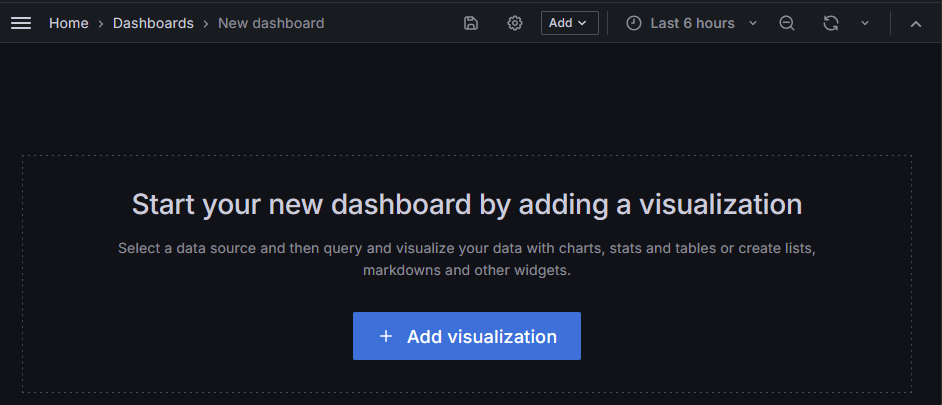 Home > Dashboards > New dashboard Add Last 6 hours
Start your new dashboard by adding a visualization
Select a data source and then query and visualize your data with charts, stats and tables or create lists,
markdowns and other widgets.
+ Add visualization